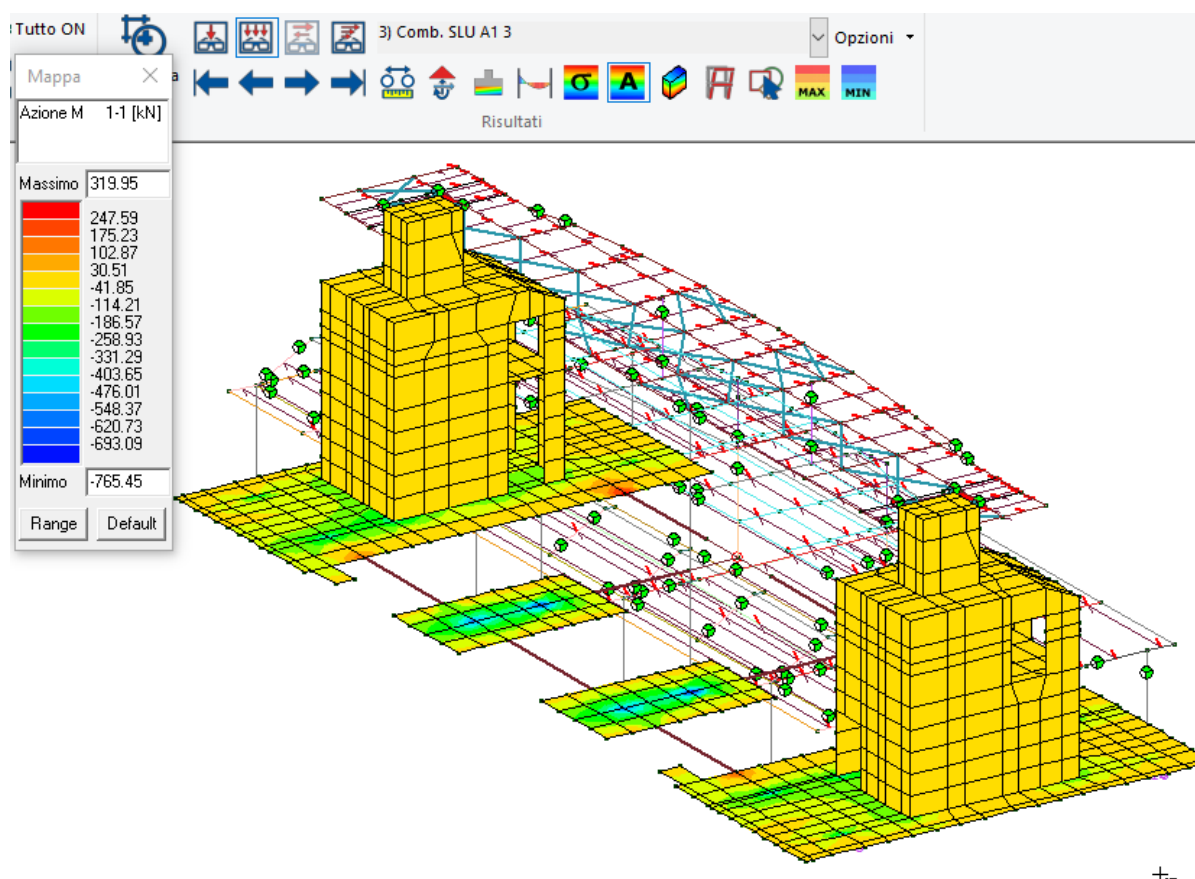 Tutto ON
3) Comb. SLU A1 3
Opzioni
Mappa
σ
A
MAX
MIN
Risultati
Azione M 1-1 [kN]
Massimo 319.95
247.59
175.23
102.87
30.51
-41.85
-114.21
-186.57
-258.93
-331.29
-403.65
-476.01
-548.37
-620.73
-693.09
Minimo -765.45
Range Default